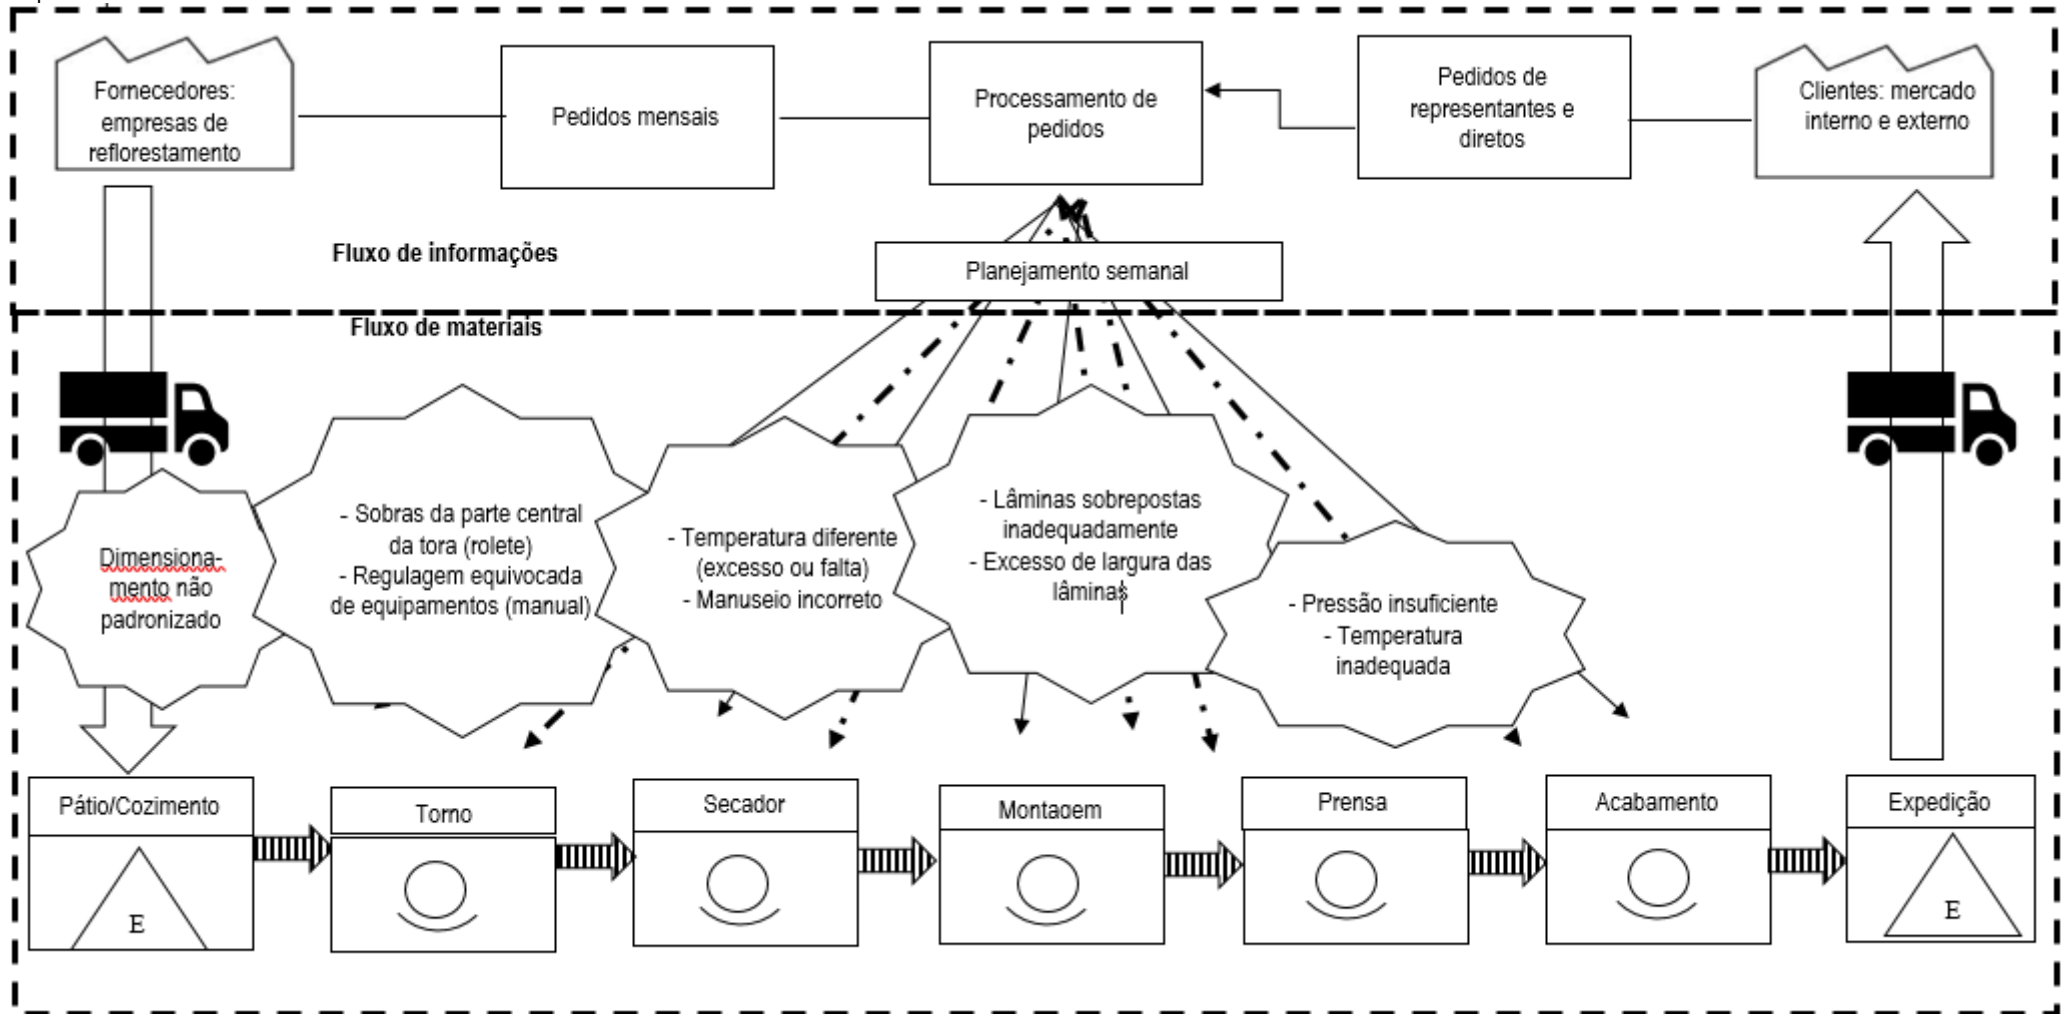 Fornecedores:
empresas de
reflorestamento
Pedidos mensais
Processamento de
pedidos
Pedidos de
representantes e
diretos
Clientes: mercado
interno e externo
Fluxo de informações
Planejamento semanal
Fluxo de materiais
Dimensiona-
mento não
padronizado
- Sobras da parte central
da tora (rolete)
- Regulagem equivocada
de equipamentos (manual)
- Temperatura diferente
(excesso ou falta)
- Manuseio incorreto
- Lâminas sobrepostas
inadequadamente
- Excesso de largura das
lâminas
- Pressão insuficiente
- Temperatura
inadequada
Pátio/Cozimento
Torno
Secador
Montagem
Prensa
Acabamento
Expedição
E
E